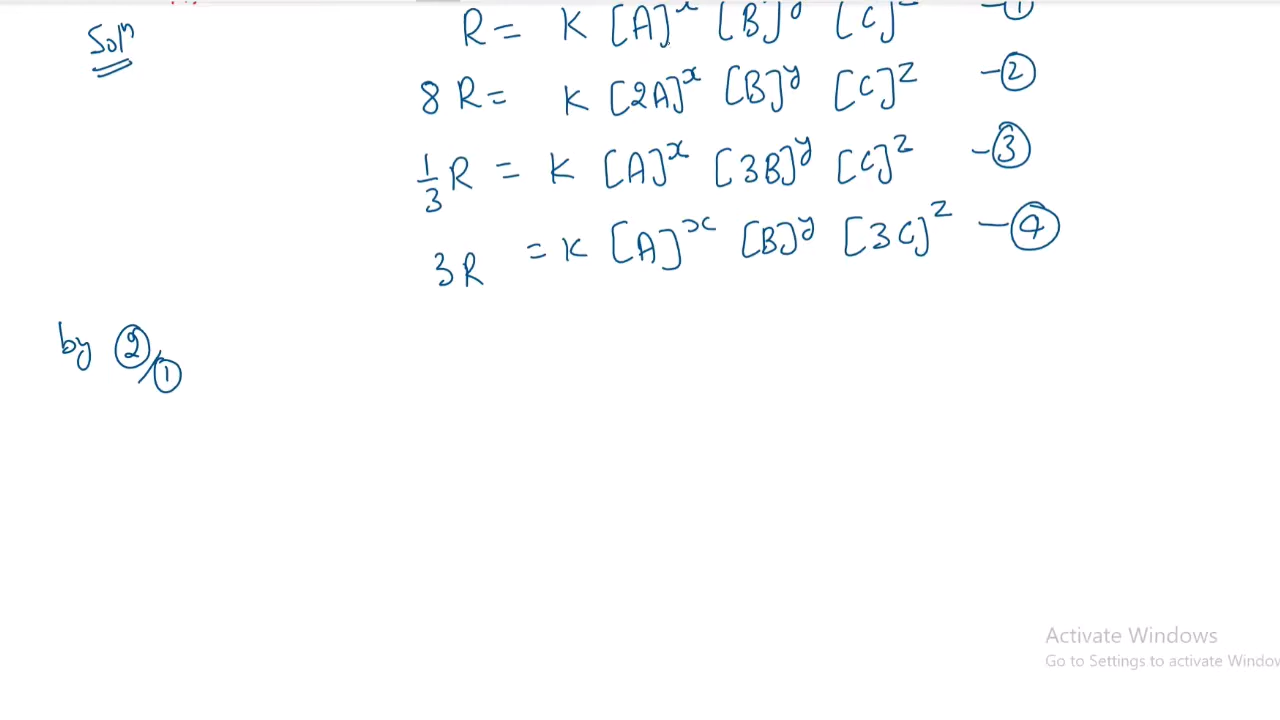 Solⁿ
R = K [A]ˣ [B]ʸ [C]ᶻ -①
8 R = K [2A]ˣ [B]ʸ [C]ᶻ -②
1/3 R = K [A]ˣ [3B]ʸ [C]ᶻ -③
3R = K [A]ˣ [B]ʸ [3C]ᶻ -④
by ②/①
Activate Windows
Go to Settings to activate Window